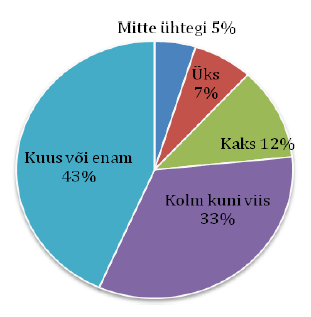 Mitte ühtegi 5%
Üks
7%
Kaks 12%
Kolm kuni viis
33%
Kuus või enam
43%